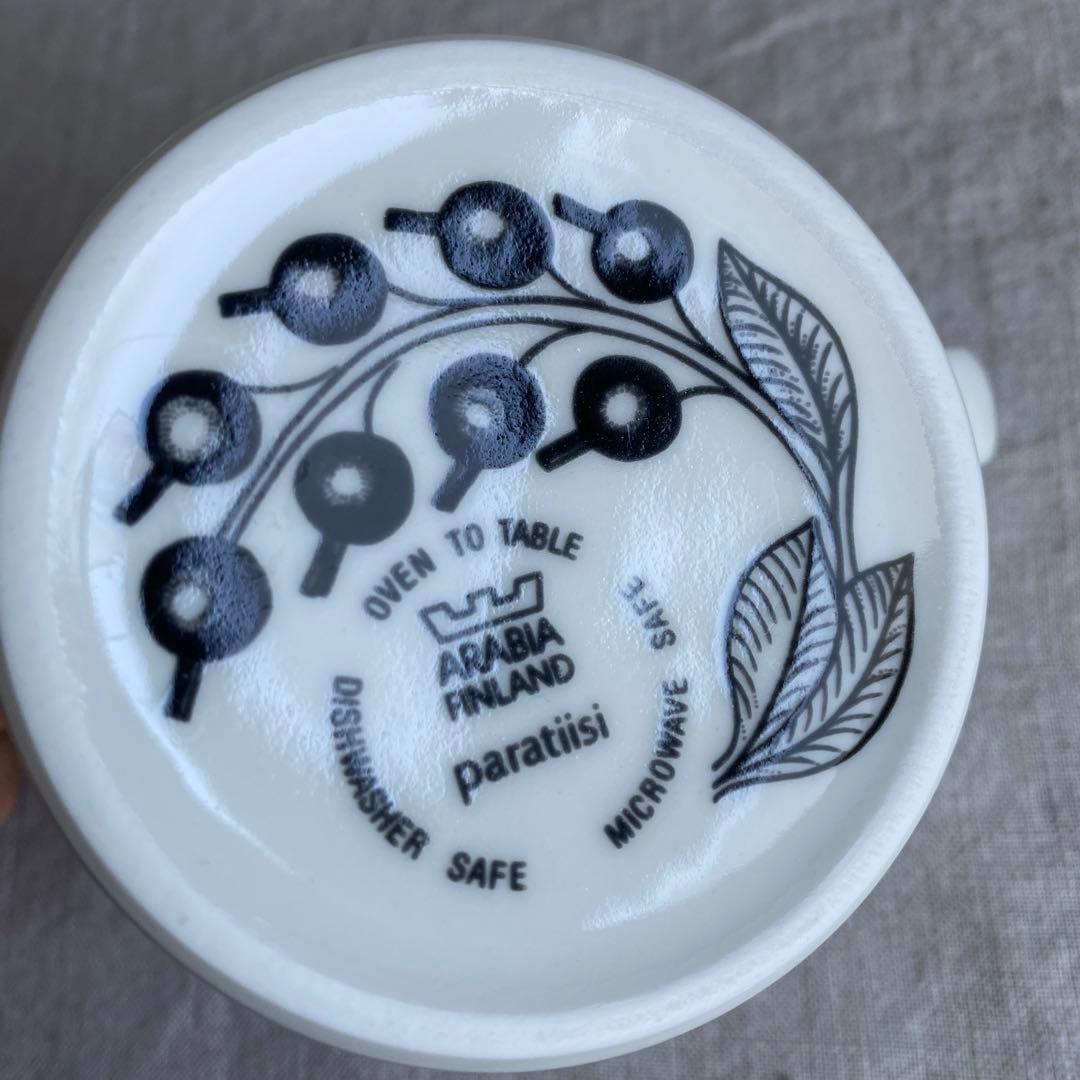 OVEN TO TABLE
ARABIA
FINLAND
paratiisi
DISHWASHER SAFE
MICROWAVE SAFE